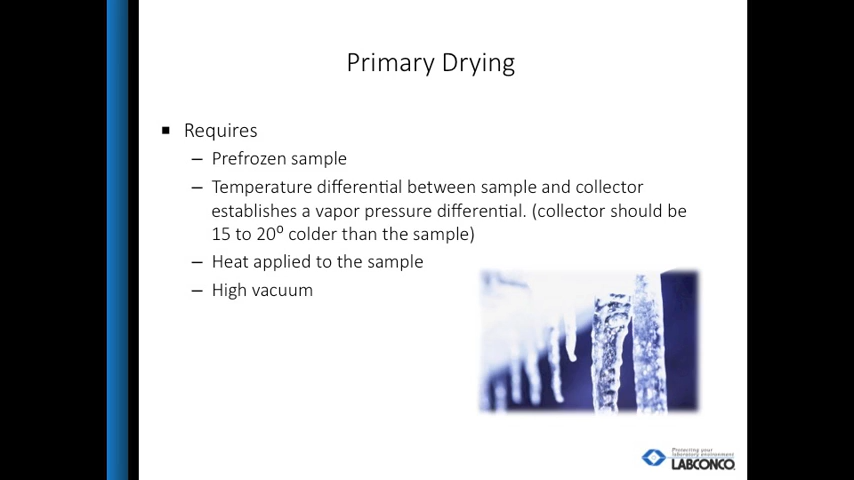 Primary Drying
▪ Requires
– Prefrozen sample
– Temperature differential between sample and collector
establishes a vapor pressure differential. (collector should be
15 to 20⁰ colder than the sample)
– Heat applied to the sample
– High vacuum
Protecting your
laboratory environment
LABCONCO